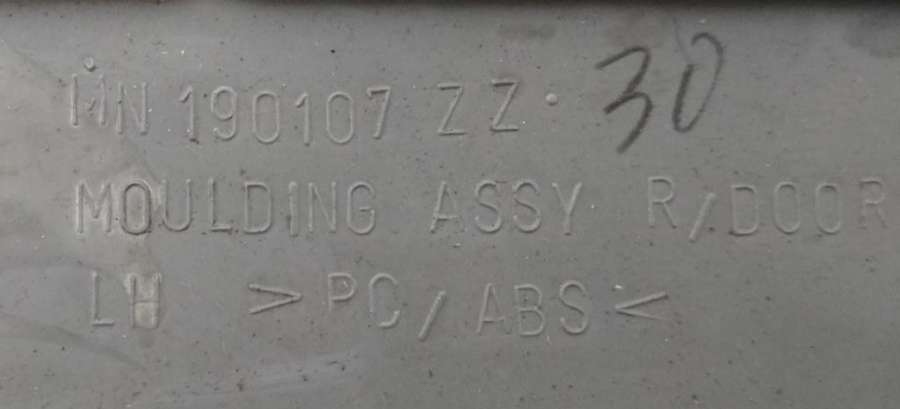 MN 190107 ZZ 30
MOULDING ASSY R/DOOR
LH >PC/ABS<